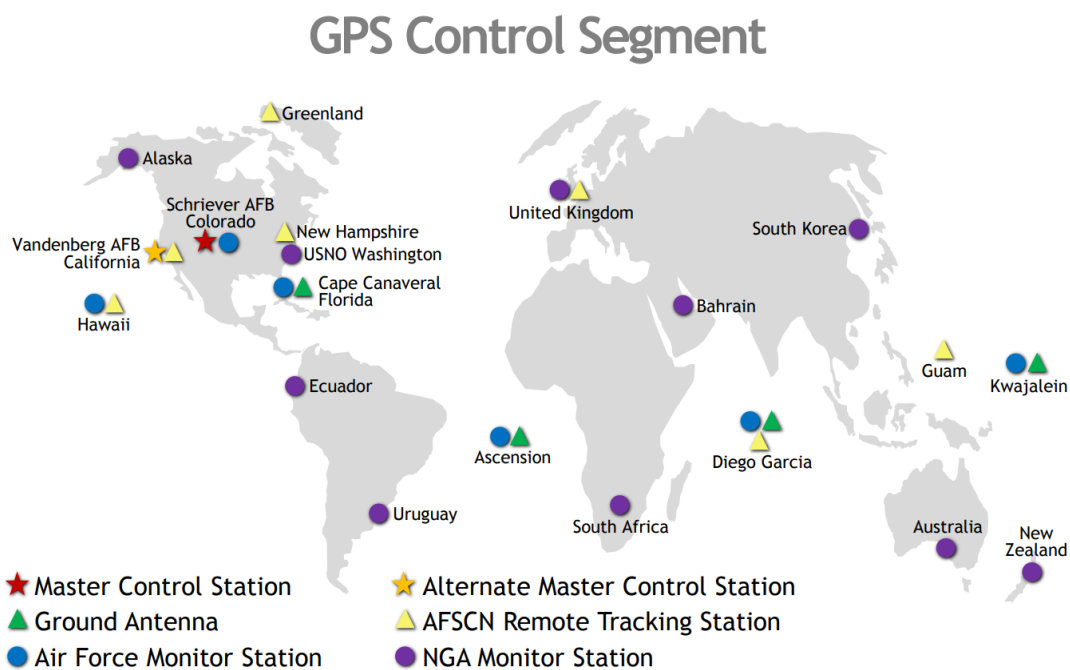 GPS Control Segment
Greenland
Alaska
Schriever AFB
Colorado
Vandenberg AFB
California
New Hampshire
USNO Washington
Cape Canaveral
Florida
Hawaii
United Kingdom
South Korea
Bahrain
Guam
Kwajalein
Ecuador
Ascension
Diego Garcia
Uruguay
South Africa
Australia
New
Zealand
Master Control Station
Alternate Master Control Station
Ground Antenna
AFSCN Remote Tracking Station
Air Force Monitor Station
NGA Monitor Station